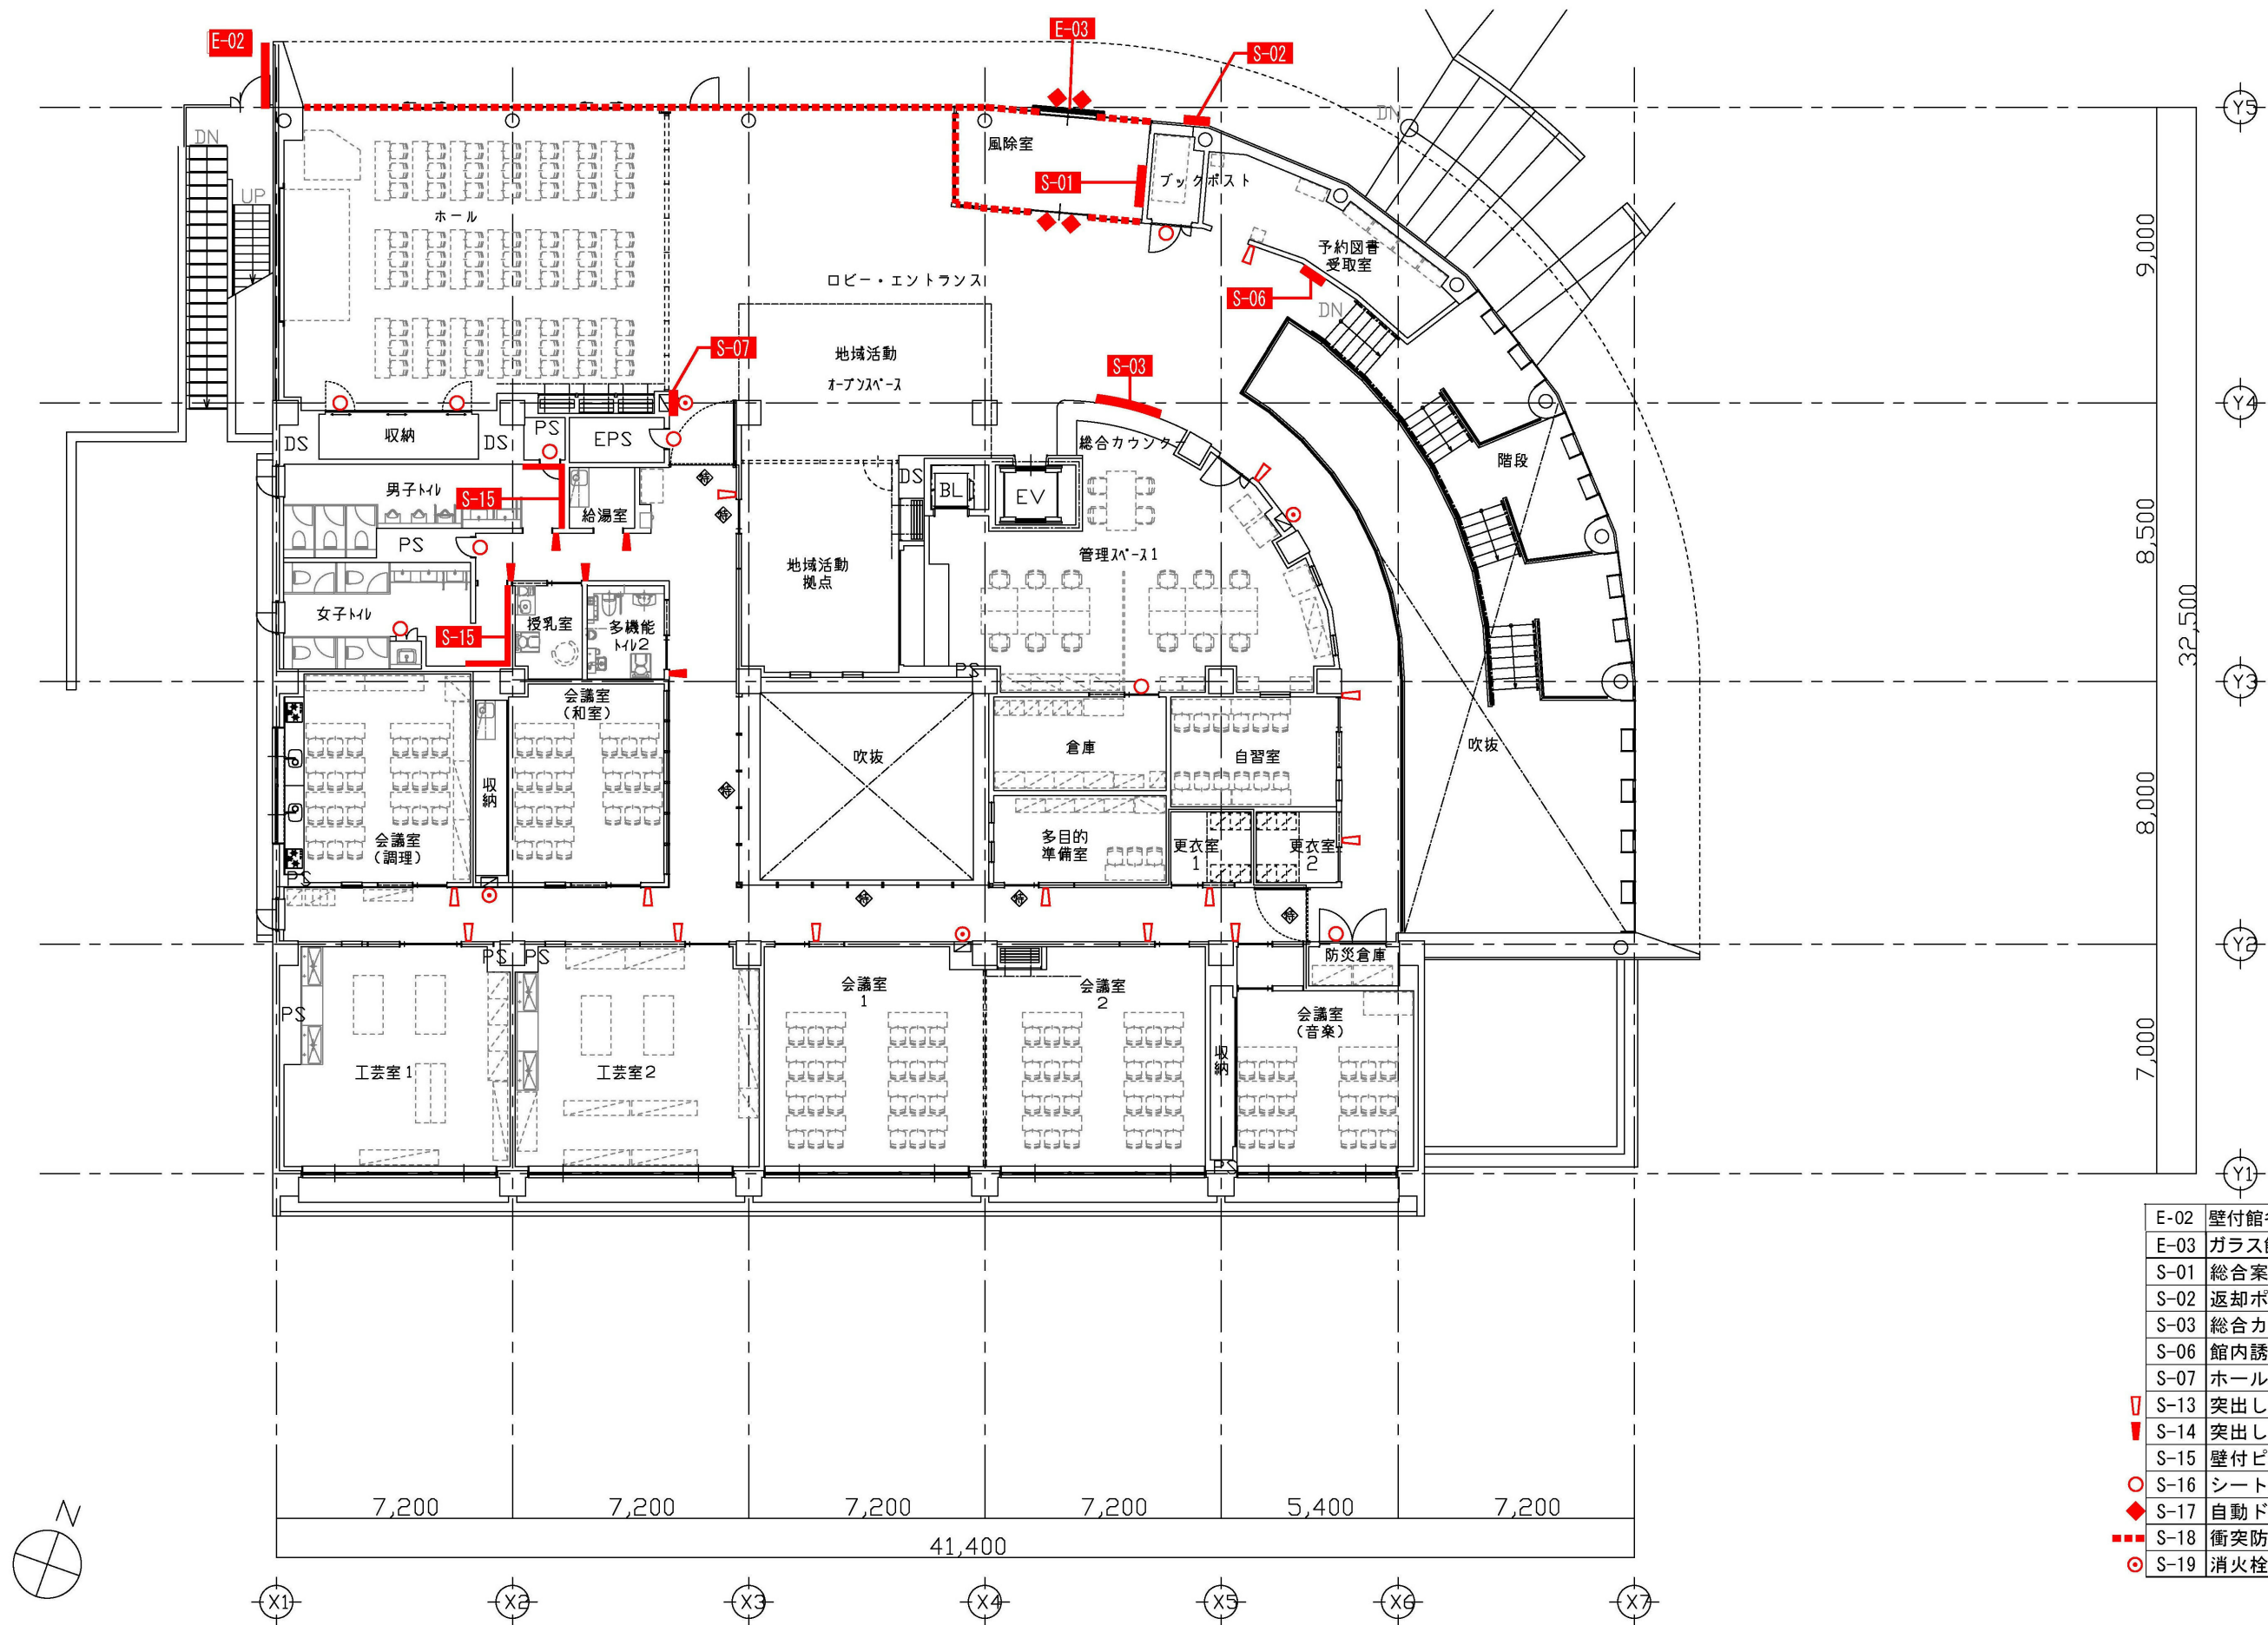 E-02
E-03
S-02
Y5
DN
UP
DN
風除室
S-01
ブックポスト
ホール
9,000
ロビー・エントランス
予約図書
受取室
S-06
DN
S-07
地域活動
オープンスペース
S-03
Y4
DS
収納
DS
PS
EPS
総合カウンター
階段
男子トイレ
S-15
給湯室
DS
BL
EV
8,500
PS
地域活動
拠点
管理スペース1
32,500
女子トイレ
S-15
授乳室
多機能
トイレ2
PS
Y3
会議室
(和室)
吹抜
倉庫
自習室
吹抜
収納
8,000
会議室
(調理)
多目的
準備室
更衣室
1
更衣室
2
PS
特
特
特
特
特
特
Y2
PS
PS
防災倉庫
会議室
1
会議室
2
PS
会議室
(音楽)
工芸室1
工芸室2
収納
7,000
PS
Y1
E-02 壁付館
E-03 ガラス
S-01 総合案
S-02 返却ポ
S-03 総合カ
S-06 館内誘
S-07 ホール
S-13 突出し
S-14 突出し
S-15 壁付ピ
S-16 シート
S-17 自動ド
S-18 衝突防
S-19 消火栓
7,200
7,200
7,200
7,200
5,400
7,200
41,400
N
X1
X2
X3
X4
X5
X6
X7